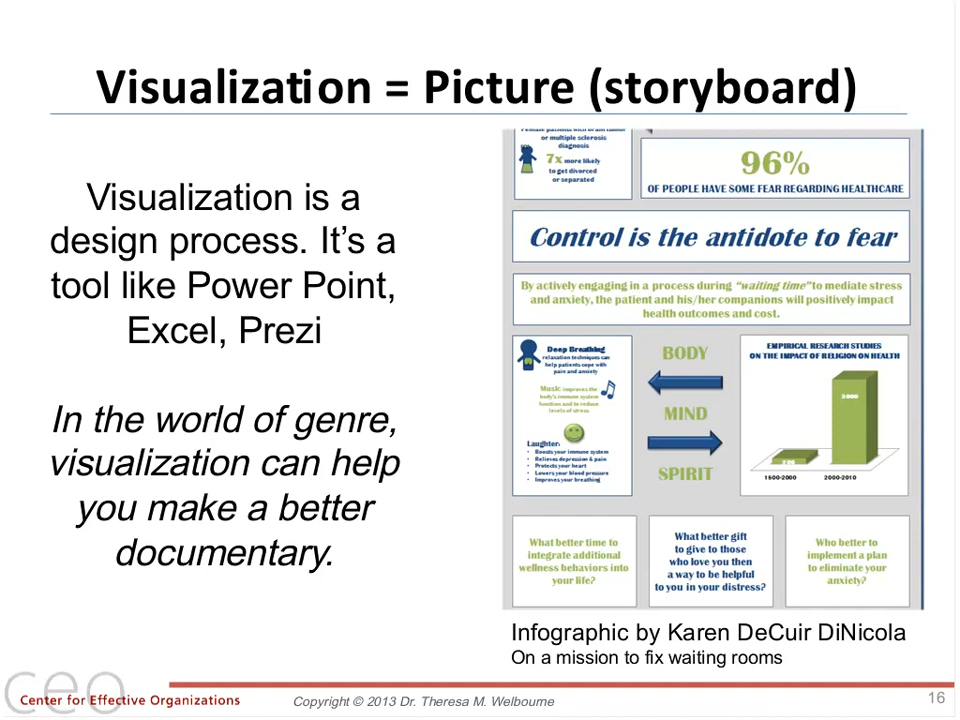 Visualization = Picture (storyboard)
Visualization is a
design process. It’s a
tool like Power Point,
Excel, Prezi
In the world of genre,
visualization can help
you make a better
documentary.
or multiple sclerosis
diagnosis
7x more likely
to get divorced
or separated
96%
OF PEOPLE HAVE SOME FEAR REGARDING HEALTHCARE
Control is the antidote to fear
By actively engaging in a process during “waiting time” to mediate stress
and anxiety, the patient and his/her companions will positively impact
health outcomes and cost.
Deep Breathing
relaxation techniques can
help patients cope with
pain and anxiety
Music improves the
body's immune system
function and to reduce
levels of stress
Laughter:
• Boosts your immune system
• Relieves depression & pain
• Protects your heart
• Lowers your blood pressure
• Improves your breathing
BODY
MIND
SPIRIT
EMPIRICAL RESEARCH STUDIES
ON THE IMPACT OF RELIGION ON HEALTH
3000
1500-2000
2000-2010
What better time to
integrate additional
wellness behaviors into
your life?
What better gift
to give to those
who love you then
a way to be helpful
to you in your distress?
Who better to
implement a plan
to eliminate your
anxiety?
Infographic by Karen DeCuir DiNicola
On a mission to fix waiting rooms
ceo
Center for Effective Organizations
Copyright © 2013 Dr. Theresa M. Welbourne
16